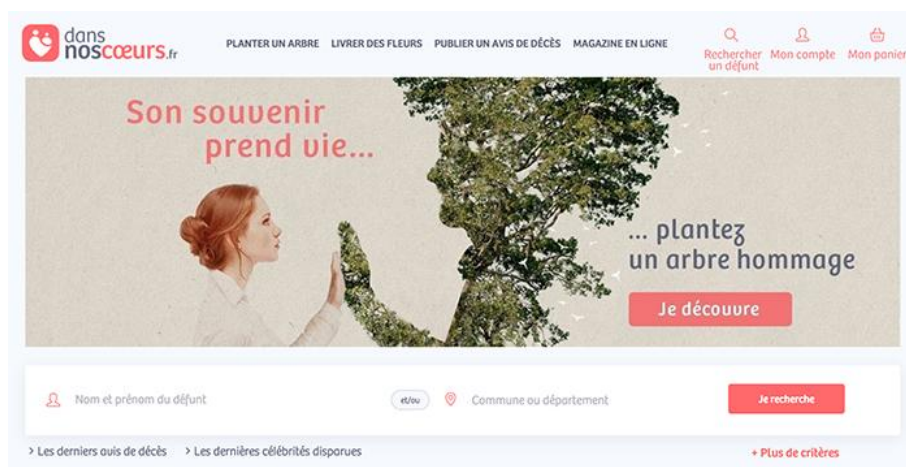 dans
noscœurs.fr
PLANTER UN ARBRE LIVRER DES FLEURS PUBLIER UN AVIS DE DÉCÈS MAGAZINE EN LIGNE
Rechercher un défunt
Mon compte
Mon panier
Son souvenir
prend vie...
... plantez
un arbre hommage
Je découvre
Nom et prénom du défunt
et/ou
Commune ou département
Je recherche
> Les derniers avis de décès > Les dernières célébrités disparues
+ Plus de critères